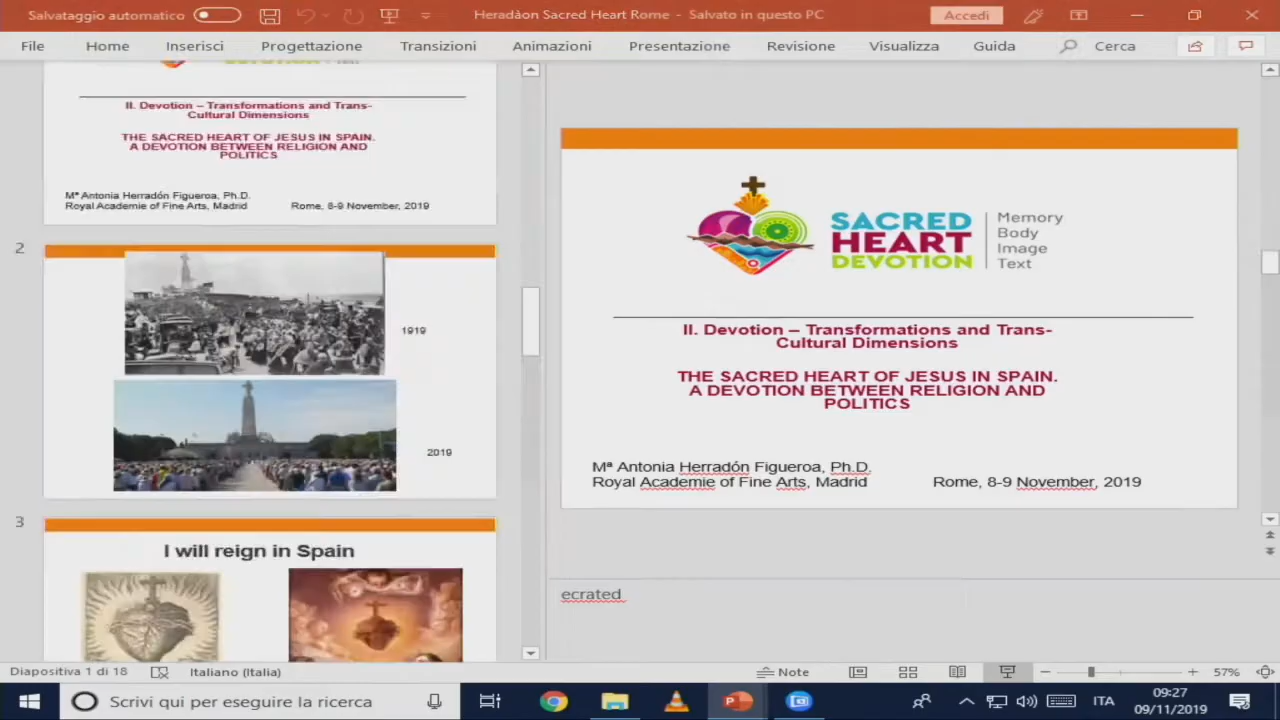 Salvataggio automatico
Heradàon Sacred Heart Rome - Salvato in questo PC
Accedi
File Home Inserisci Progettazione Transizioni Animazioni Presentazione Revisione Visualizza Guida Cerca
II. Devotion – Transformations and Trans-
Cultural Dimensions
THE SACRED HEART OF JESUS IN SPAIN.
A DEVOTION BETWEEN RELIGION AND
POLITICS
Mª Antonia Herradón Figueroa, Ph.D.
Royal Academie of Fine Arts, Madrid Rome, 8-9 November, 2019
2
1919
2019
3
I will reign in Spain
SACRED
HEART
DEVOTION
Memory
Body
Image
Text
II. Devotion – Transformations and Trans-
Cultural Dimensions
THE SACRED HEART OF JESUS IN SPAIN.
A DEVOTION BETWEEN RELIGION AND
POLITICS
Mª Antonia Herradón Figueroa, Ph.D.
Royal Academie of Fine Arts, Madrid Rome, 8-9 November, 2019
ecrated
Diapositiva 1 di 18 Italiano (Italia) Note 57%
Scrivi qui per eseguire la ricerca
ITA
09:27
09/11/2019